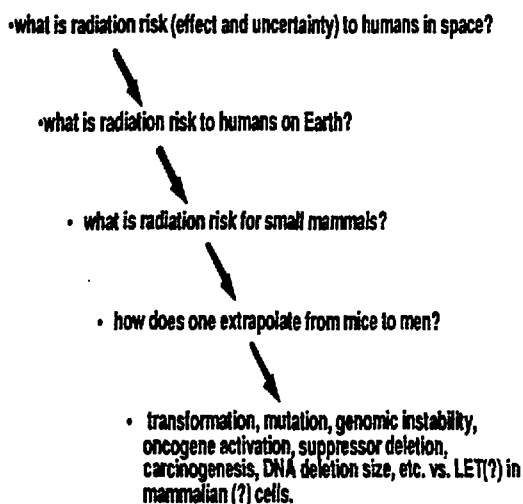 •what is radiation risk (effect and uncertainty) to humans in space?
•what is radiation risk to humans on Earth?
• what is radiation risk for small mammals?
• how does one extrapolate from mice to men?
• transformation, mutation, genomic instability,
oncogene activation, suppressor deletion,
carcinogenesis, DNA deletion size, etc. vs. LET(?) in
mammalian (?) cells.